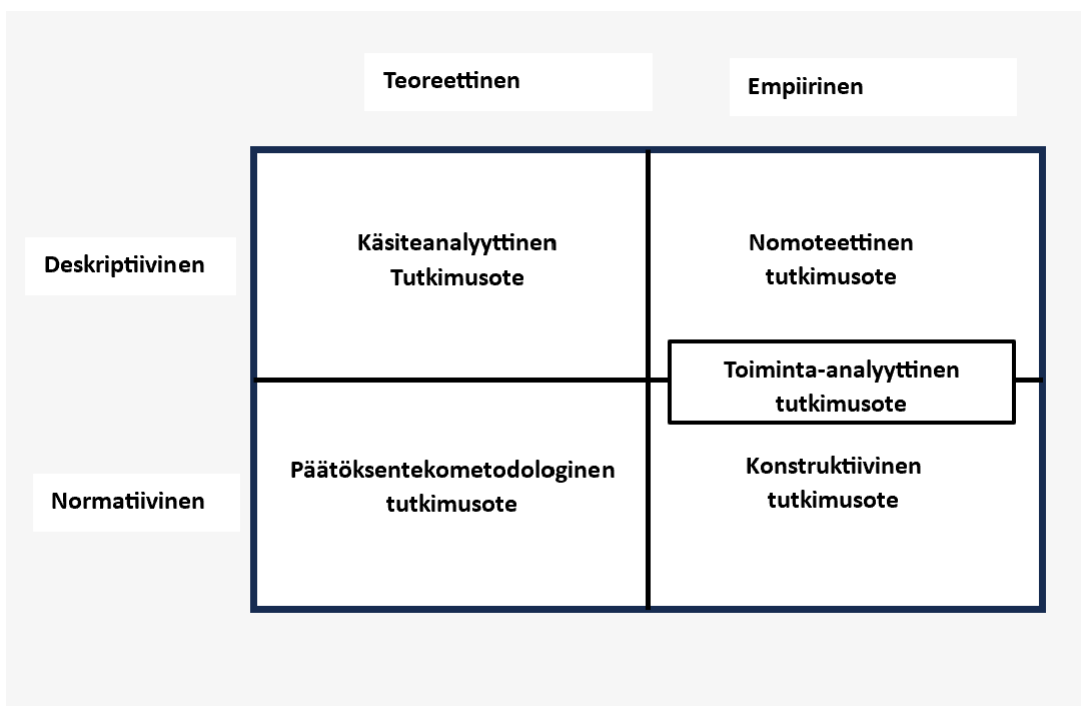 Teoreettinen
Empiirinen
Deskriptiivinen
Käsiteanalyyttinen
Tutkimusote
Nomoteettinen
tutkimusote
Toiminta-analyyttinen
tutkimusote
Normatiivinen
Päätöksentekometodologinen
tutkimusote
Konstruktiivinen
tutkimusote